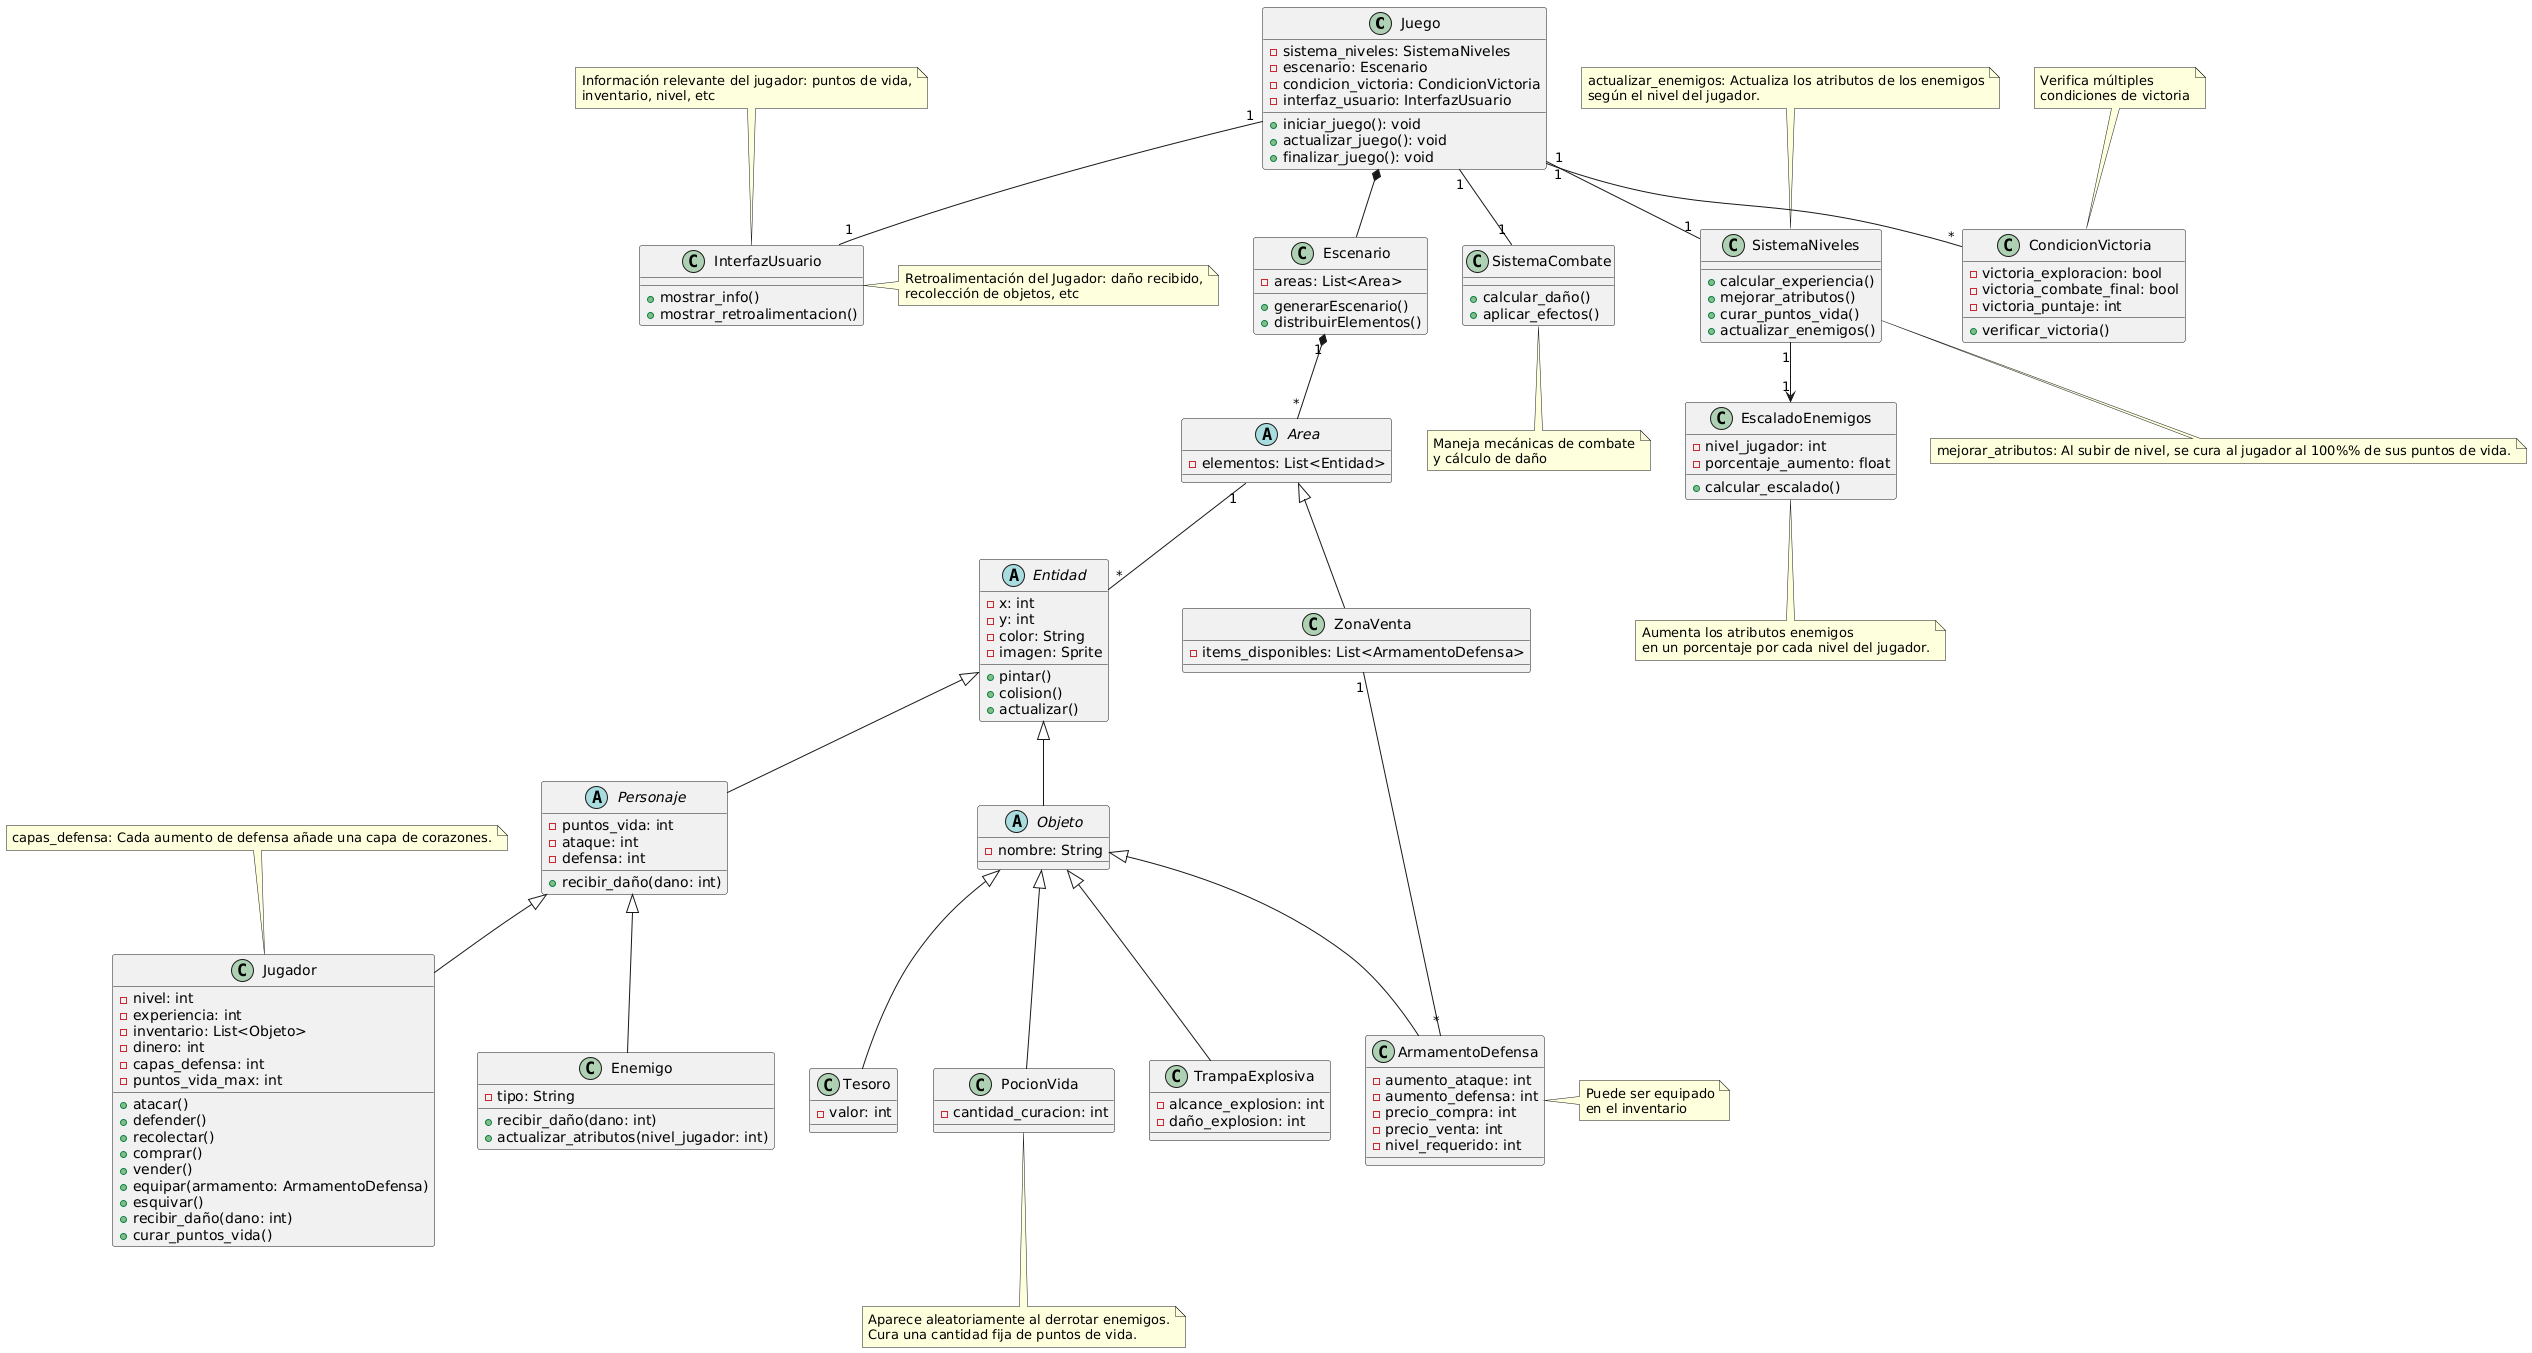 C Juego
sistema_niveles: SistemaNiveles
escenario: Escenario
condicion_victoria: CondicionVictoria
interfaz_usuario: InterfazUsuario
iniciar_juego(): void
actualizar_juego(): void
finalizar_juego(): void
Información relevante del jugador: puntos de vida,
inventario, nivel, etc
actualizar_enemigos: Actualiza los atributos de los enemigos
según el nivel del jugador.
Verifica múltiples
condiciones de victoria
1
1
1
1
1
1
1
*
C InterfazUsuario
mostrar_info()
mostrar_retroalimentacion()
Retroalimentación del Jugador: daño recibido,
recolección de objetos, etc
C Escenario
areas: List<Area>
generarEscenario()
distribuirElementos()
C SistemaCombate
calcular_daño()
aplicar_efectos()
C SistemaNiveles
calcular_experiencia()
mejorar_atributos()
curar_puntos_vida()
actualizar_enemigos()
C CondicionVictoria
victoria_exploracion: bool
victoria_combate_final: bool
victoria_puntaje: int
verificar_victoria()
1
*
1
1
A Area
elementos: List<Entidad>
Maneja mecánicas de combate
y cálculo de daño
C EscaladoEnemigos
nivel_jugador: int
porcentaje_aumento: float
calcular_escalado()
mejorar_atributos: Al subir de nivel, se cura al jugador al 100%% de sus puntos de vida.
1
*
A Entidad
x: int
y: int
color: String
imagen: Sprite
pintar()
colision()
actualizar()
C ZonaVenta
items_disponibles: List<ArmamentoDefensa>
Aumenta los atributos enemigos
en un porcentaje por cada nivel del jugador.
1
*
A Personaje
puntos_vida: int
ataque: int
defensa: int
recibir_daño(dano: int)
A Objeto
nombre: String
capas_defensa: Cada aumento de defensa añade una capa de corazones.
C Jugador
nivel: int
experiencia: int
inventario: List<Objeto>
dinero: int
capas_defensa: int
puntos_vida_max: int
atacar()
defender()
recolectar()
comprar()
vender()
equipar(armamento: ArmamentoDefensa)
esquivar()
recibir_daño(dano: int)
curar_puntos_vida()
C Enemigo
tipo: String
recibir_daño(dano: int)
actualizar_atributos(nivel_jugador: int)
C Tesoro
valor: int
C PocionVida
cantidad_curacion: int
C TrampaExplosiva
alcance_explosion: int
daño_explosion: int
C ArmamentoDefensa
aumento_ataque: int
aumento_defensa: int
precio_compra: int
precio_venta: int
nivel_requerido: int
Puede ser equipado
en el inventario
Aparece aleatoriamente al derrotar enemigos.
Cura una cantidad fija de puntos de vida.